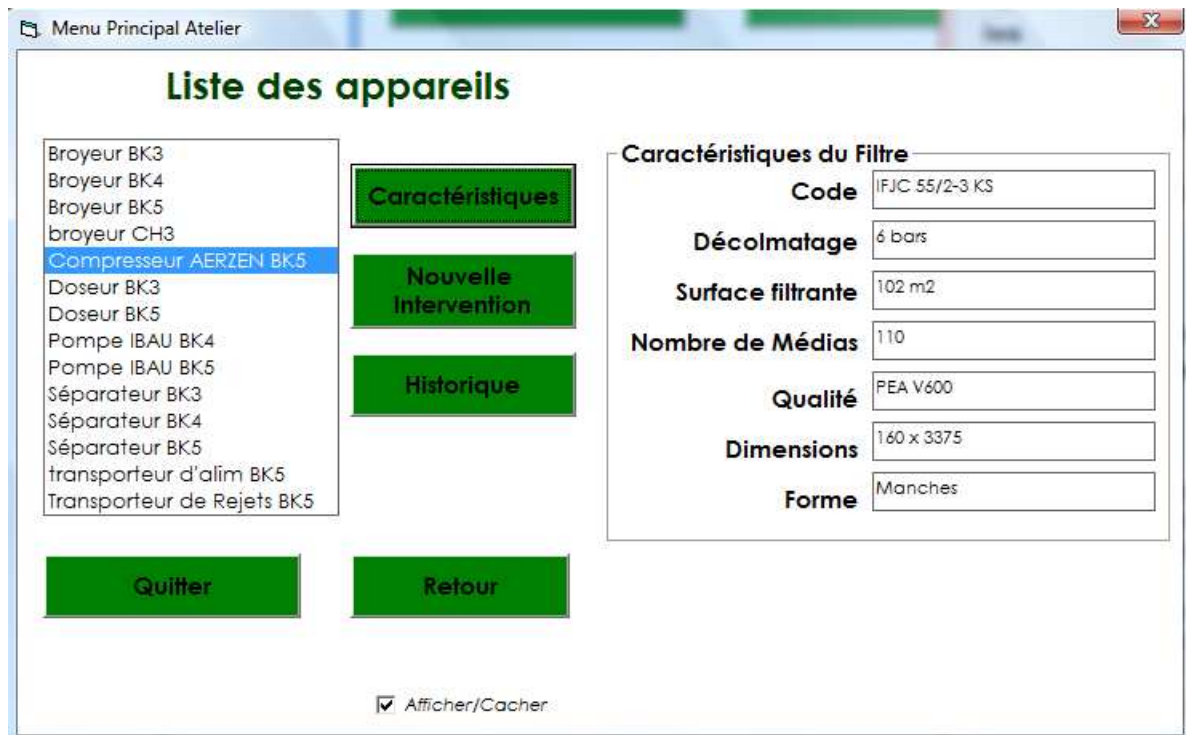 Menu Principal Atelier
Liste des appareils
Broyeur BK3
Broyeur BK4
Broyeur BK5
broyeur CH3
Compresseur AERZEN BK5
Doseur BK3
Doseur BK5
Pompe IBAU BK4
Pompe IBAU BK5
Séparateur BK3
Séparateur BK4
Séparateur BK5
transporteur d'alim BK5
Transporteur de Rejets BK5
Caractéristiques
Nouvelle
Intervention
Historique
Caractéristiques du Filtre
Code IFJC 55/2-3 KS
Décolmatage 6 bars
Surface filtrante 102 m2
Nombre de Médias 110
Qualité PEA V600
Dimensions 160 x 3375
Forme Manches
Quitter
Retour
Afficher/Cacher